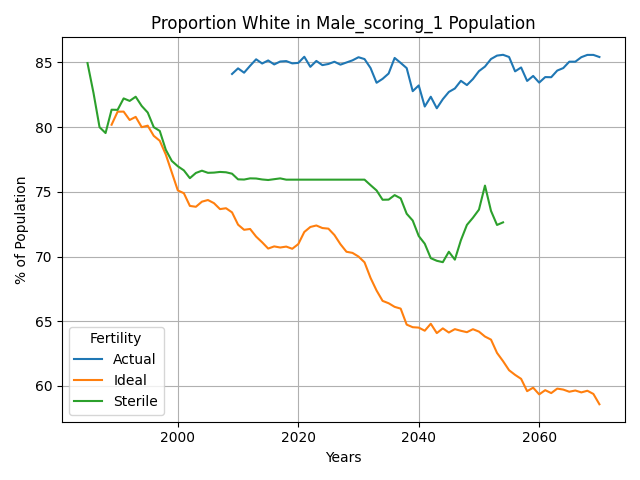 Proportion White in Male_scoring_1 Population
% of Population
85
80
75
70
65
60
Fertility
Actual
Ideal
Sterile
2000
2020
2040
2060
Years